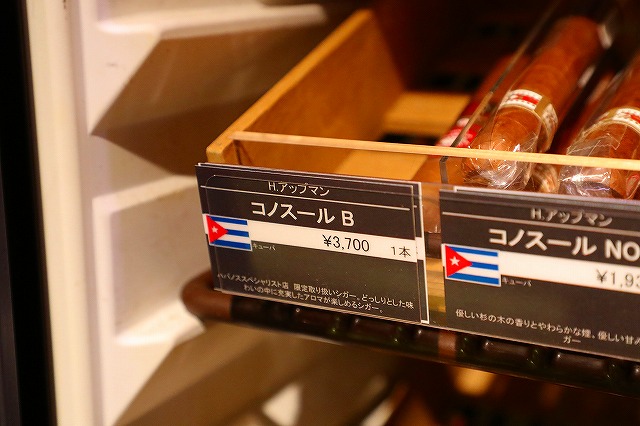 H.アップマン
コノスール B
¥3,700 1本
キューバ
ハバノススペシャリスト店 限定取り扱いシガー。どっしりとした味
わいの中に充実したアロマが楽しめるシガー。
H.アップマン
コノスール NO
¥1,93
キューバ
優しい杉の木の香りとやわらかな煙。優しい甘
ガー